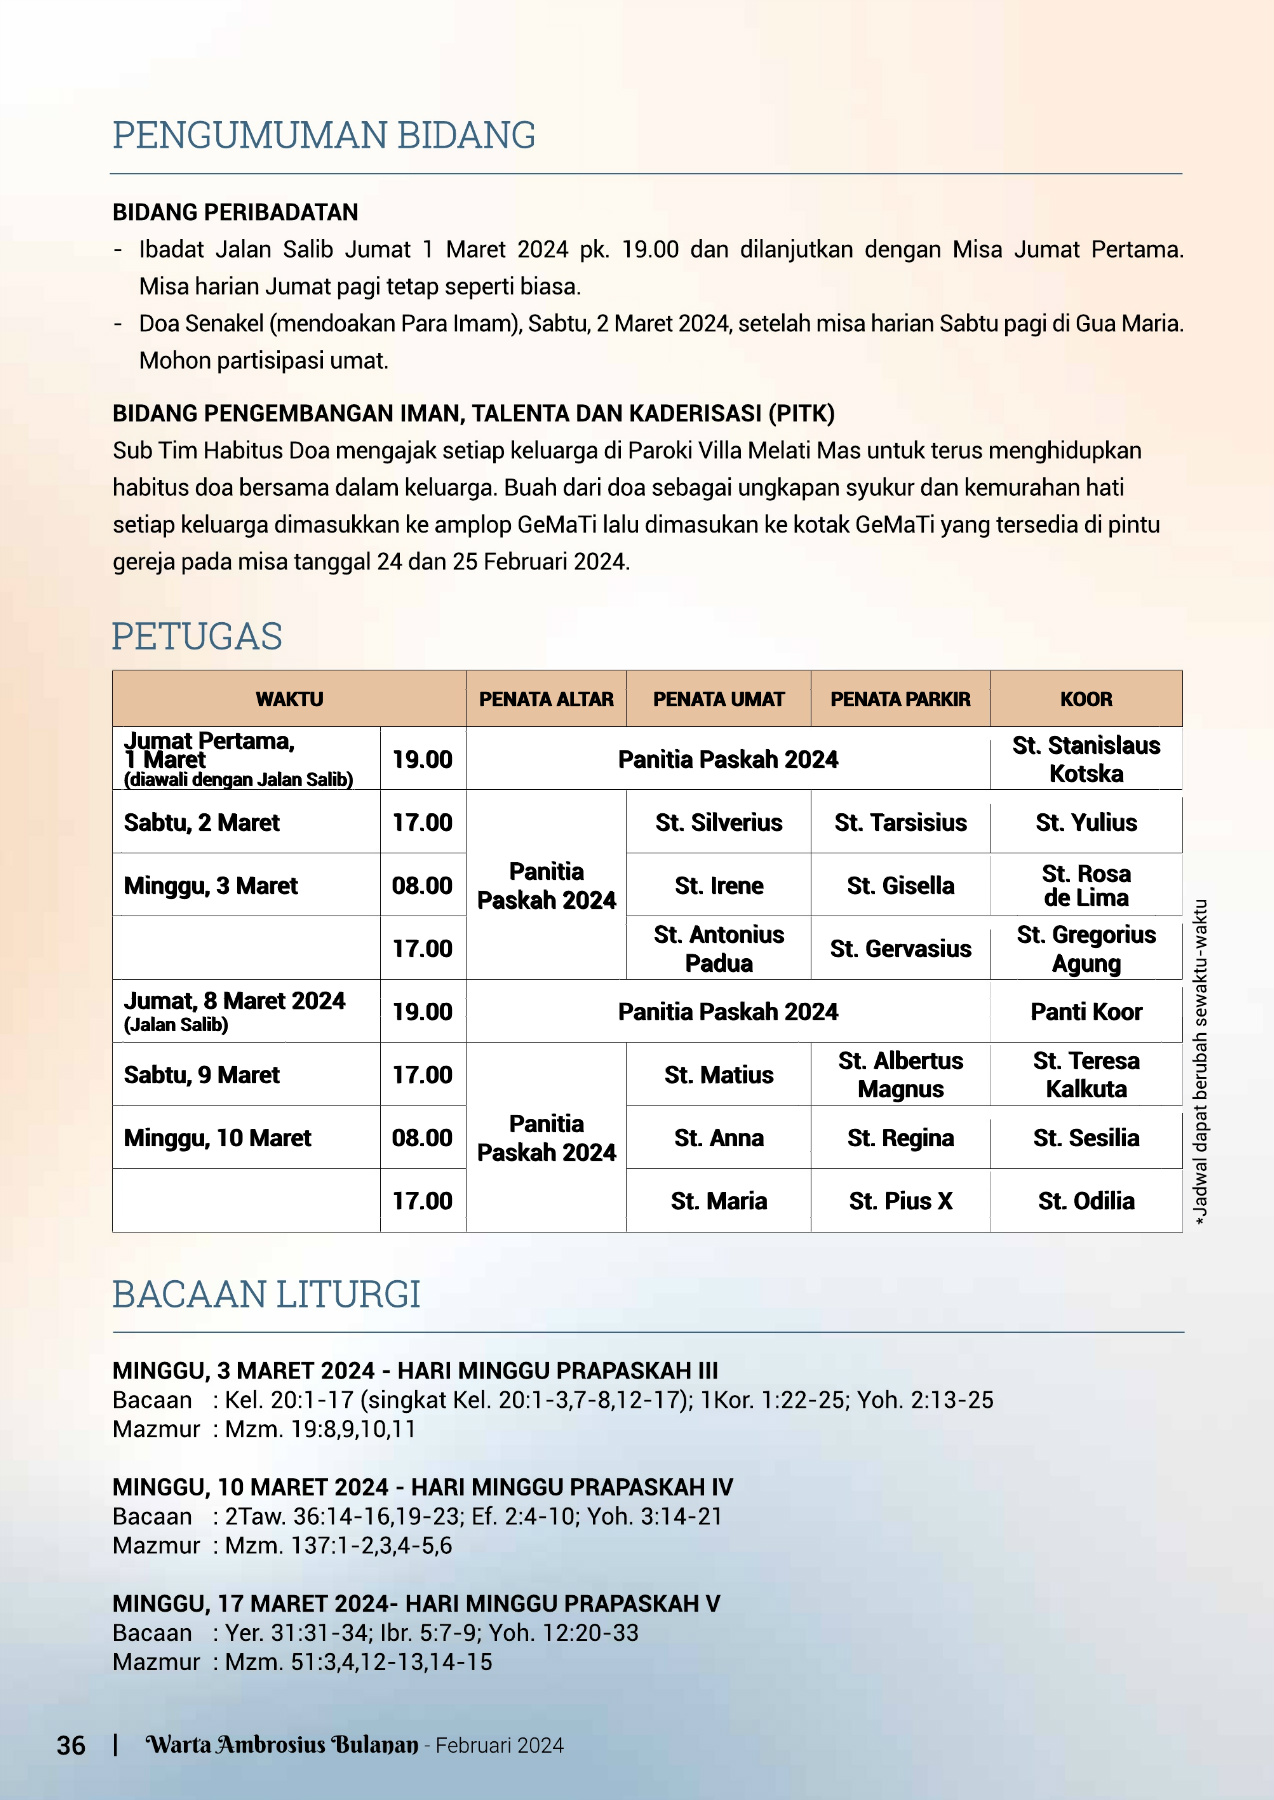 PENGUMUMAN BIDANG
BIDANG PERIBADATAN
- Ibadat Jalan Salib Jumat 1 Maret 2024 pk. 19.00 dan dilanjutkan dengan Misa Jumat Pertama.
Misa harian Jumat pagi tetap seperti biasa.
- Doa Senakel (mendoakan Para Imam), Sabtu, 2 Maret 2024, setelah misa harian Sabtu pagi di Gua Maria.
Mohon partisipasi umat.
BIDANG PENGEMBANGAN IMAN, TALENTA DAN KADERISASI (PITK)
Sub Tim Habitus Doa mengajak setiap keluarga di Paroki Villa Melati Mas untuk terus menghidupkan
habitus doa bersama dalam keluarga. Buah dari doa sebagai ungkapan syukur dan kemurahan hati
setiap keluarga dimasukkan ke amplop GeMaTi lalu dimasukan ke kotak GeMaTi yang tersedia di pintu
gereja pada misa tanggal 24 dan 25 Februari 2024.
PETUGAS
WAKTU PENATA ALTAR PENATA UMAT PENATA PARKIR KOOR
Jumat Pertama,
1 Maret
(diawali dengan Jalan Salib)
19.00
Panitia Paskah 2024
St. Stanislaus
Kotska
Sabtu, 2 Maret 17.00
Panitia
Paskah 2024
St. Silverius St. Tarsisius St. Yulius
Minggu, 3 Maret 08.00 St. Irene St. Gisella
St. Rosa
de Lima
17.00
St. Antonius
Padua
St. Gervasius
St. Gregorius
Agung
Jumat, 8 Maret 2024
(Jalan Salib)
19.00
Panitia Paskah 2024
Panti Koor
Sabtu, 9 Maret 17.00
Panitia
Paskah 2024
St. Matius
St. Albertus
Magnus
St. Teresa
Kalkuta
Minggu, 10 Maret 08.00 St. Anna St. Regina St. Sesilia
17.00 St. Maria St. Pius X St. Odilia
*Jadwal dapat berubah sewaktu-waktu
BACAAN LITURGI
MINGGU, 3 MARET 2024 - HARI MINGGU PRAPASKAH III
Bacaan : Kel. 20:1-17 (singkat Kel. 20:1-3,7-8,12-17); 1Kor. 1:22-25; Yoh. 2:13-25
Mazmur : Mzm. 19:8,9,10,11
MINGGU, 10 MARET 2024 - HARI MINGGU PRAPASKAH IV
Bacaan : 2Taw. 36:14-16,19-23; Ef. 2:4-10; Yoh. 3:14-21
Mazmur : Mzm. 137:1-2,3,4-5,6
MINGGU, 17 MARET 2024- HARI MINGGU PRAPASKAH V
Bacaan : Yer. 31:31-34; Ibr. 5:7-9; Yoh. 12:20-33
Mazmur : Mzm. 51:3,4,12-13,14-15
36 | Warta Ambrosius Bulanan - Februari 2024